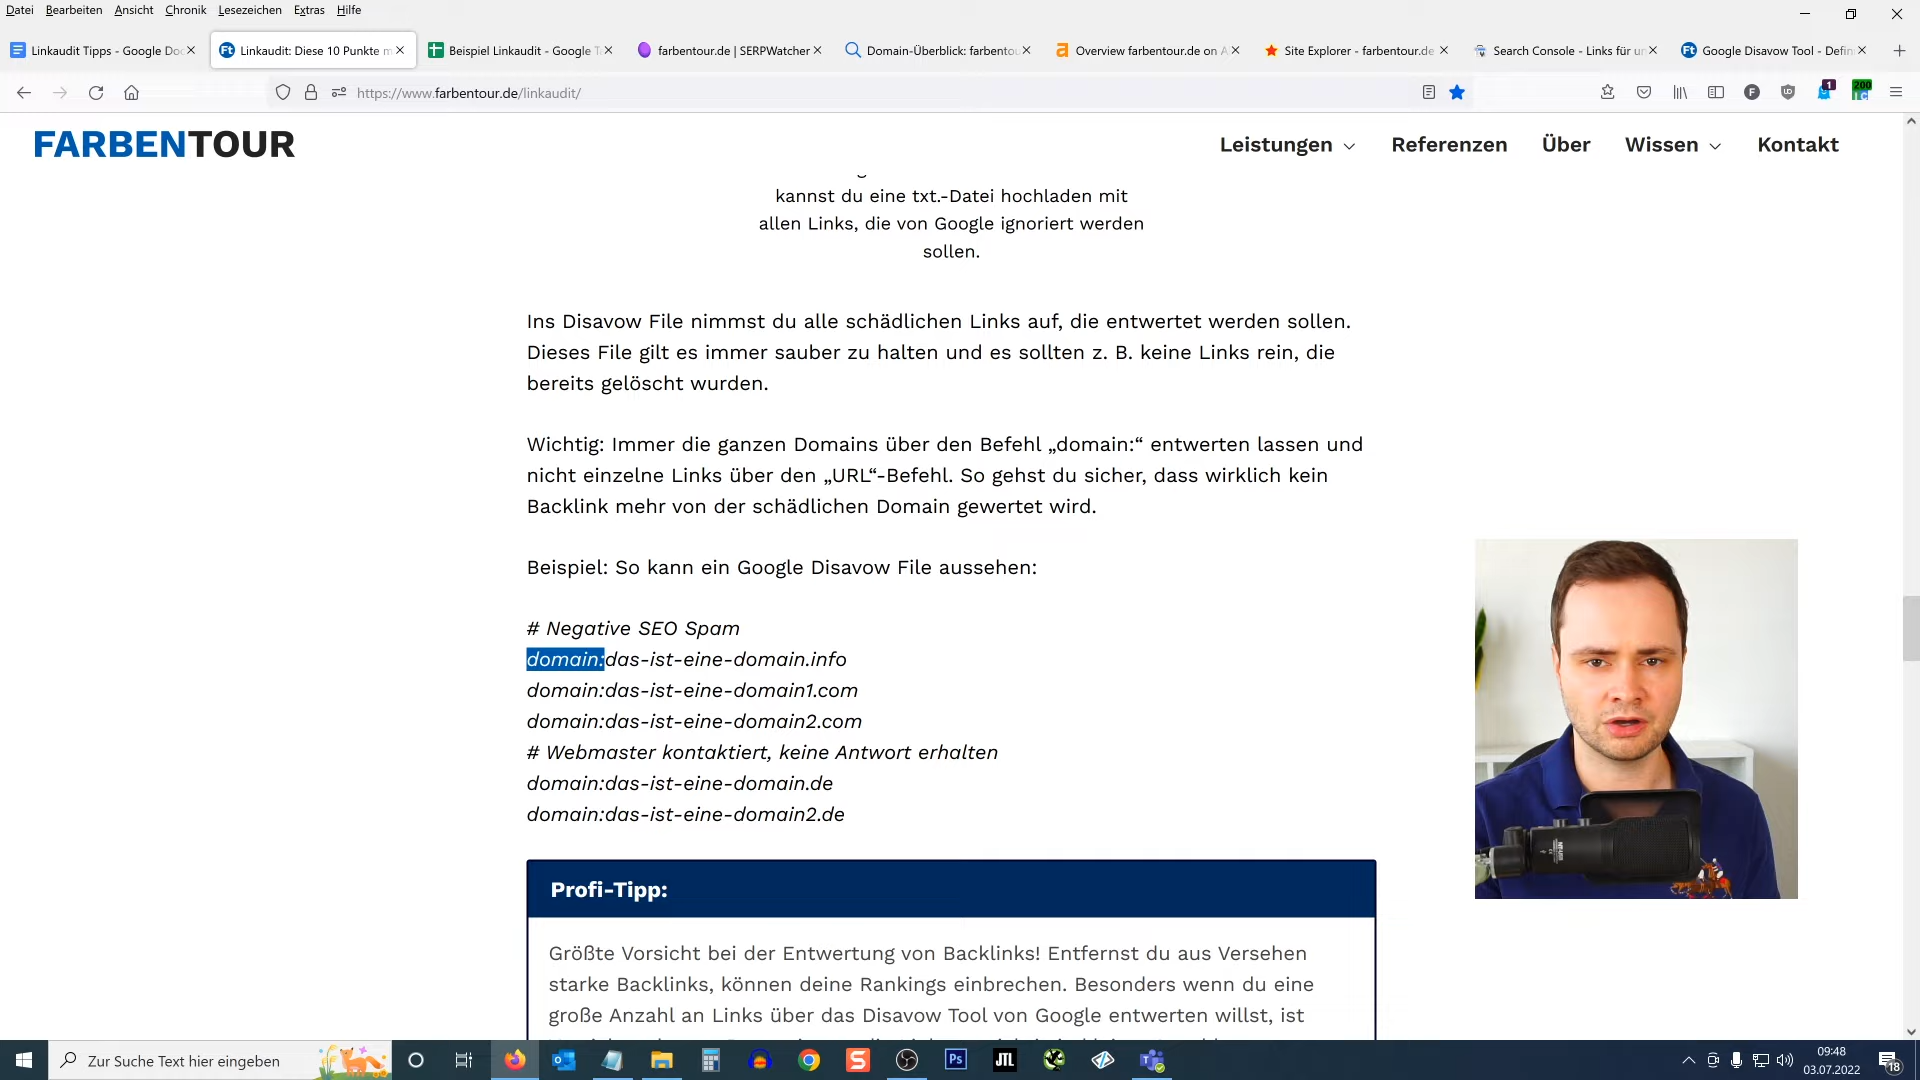 Datei Bearbeiten Ansicht Chronik Lesezeichen Extras Hilfe
Linkaudit Tipps - Google Doc
Linkaudit: Diese 10 Punkte m
Beispiel Linkaudit - Google T
farbentour.de | SERPWatcher
Domain-Überblick: farbentou
Overview farbentour.de on A
Site Explorer - farbentour.de
Search Console - Links für un
Google Disavow Tool - Defin
https://www.farbentour.de/linkaudit/
1
200
FARBENTOUR
Leistungen Referenzen Über Wissen Kontakt
kannst du eine txt.-Datei hochladen mit
allen Links, die von Google ignoriert werden
sollen.
Ins Disavow File nimmst du alle schädlichen Links auf, die entwertet werden sollen.
Dieses File gilt es immer sauber zu halten und es sollten z. B. keine Links rein, die
bereits gelöscht wurden.
Wichtig: Immer die ganzen Domains über den Befehl „domain:“ entwerten lassen und
nicht einzelne Links über den „URL“-Befehl. So gehst du sicher, dass wirklich kein
Backlink mehr von der schädlichen Domain gewertet wird.
Beispiel: So kann ein Google Disavow File aussehen:
# Negative SEO Spam
domain:das-ist-eine-domain.info
domain:das-ist-eine-domain1.com
domain:das-ist-eine-domain2.com
# Webmaster kontaktiert, keine Antwort erhalten
domain:das-ist-eine-domain.de
domain:das-ist-eine-domain2.de
Profi-Tipp:
Größte Vorsicht bei der Entwertung von Backlinks! Entfernst du aus Versehen
starke Backlinks, können deine Rankings einbrechen. Besonders wenn du eine
große Anzahl an Links über das Disavow Tool von Google entwerten willst, ist
Zur Suche Text hier eingeben
Ps
JTL
09:48
03.07.2022
18